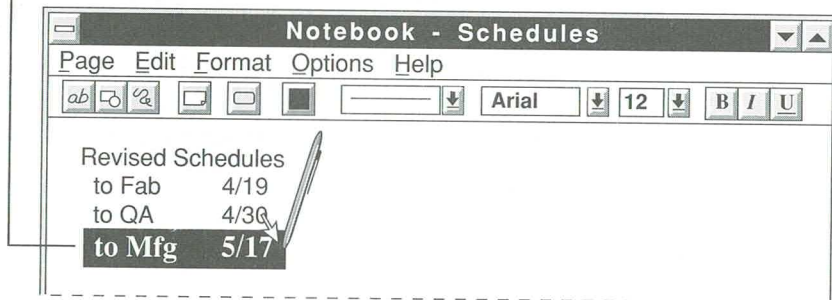 Notebook - Schedules
Page Edit Format Options Help
ab Arial 12 B I U
Revised Schedules
to Fab 4/19
to QA 4/30
to Mfg 5/17